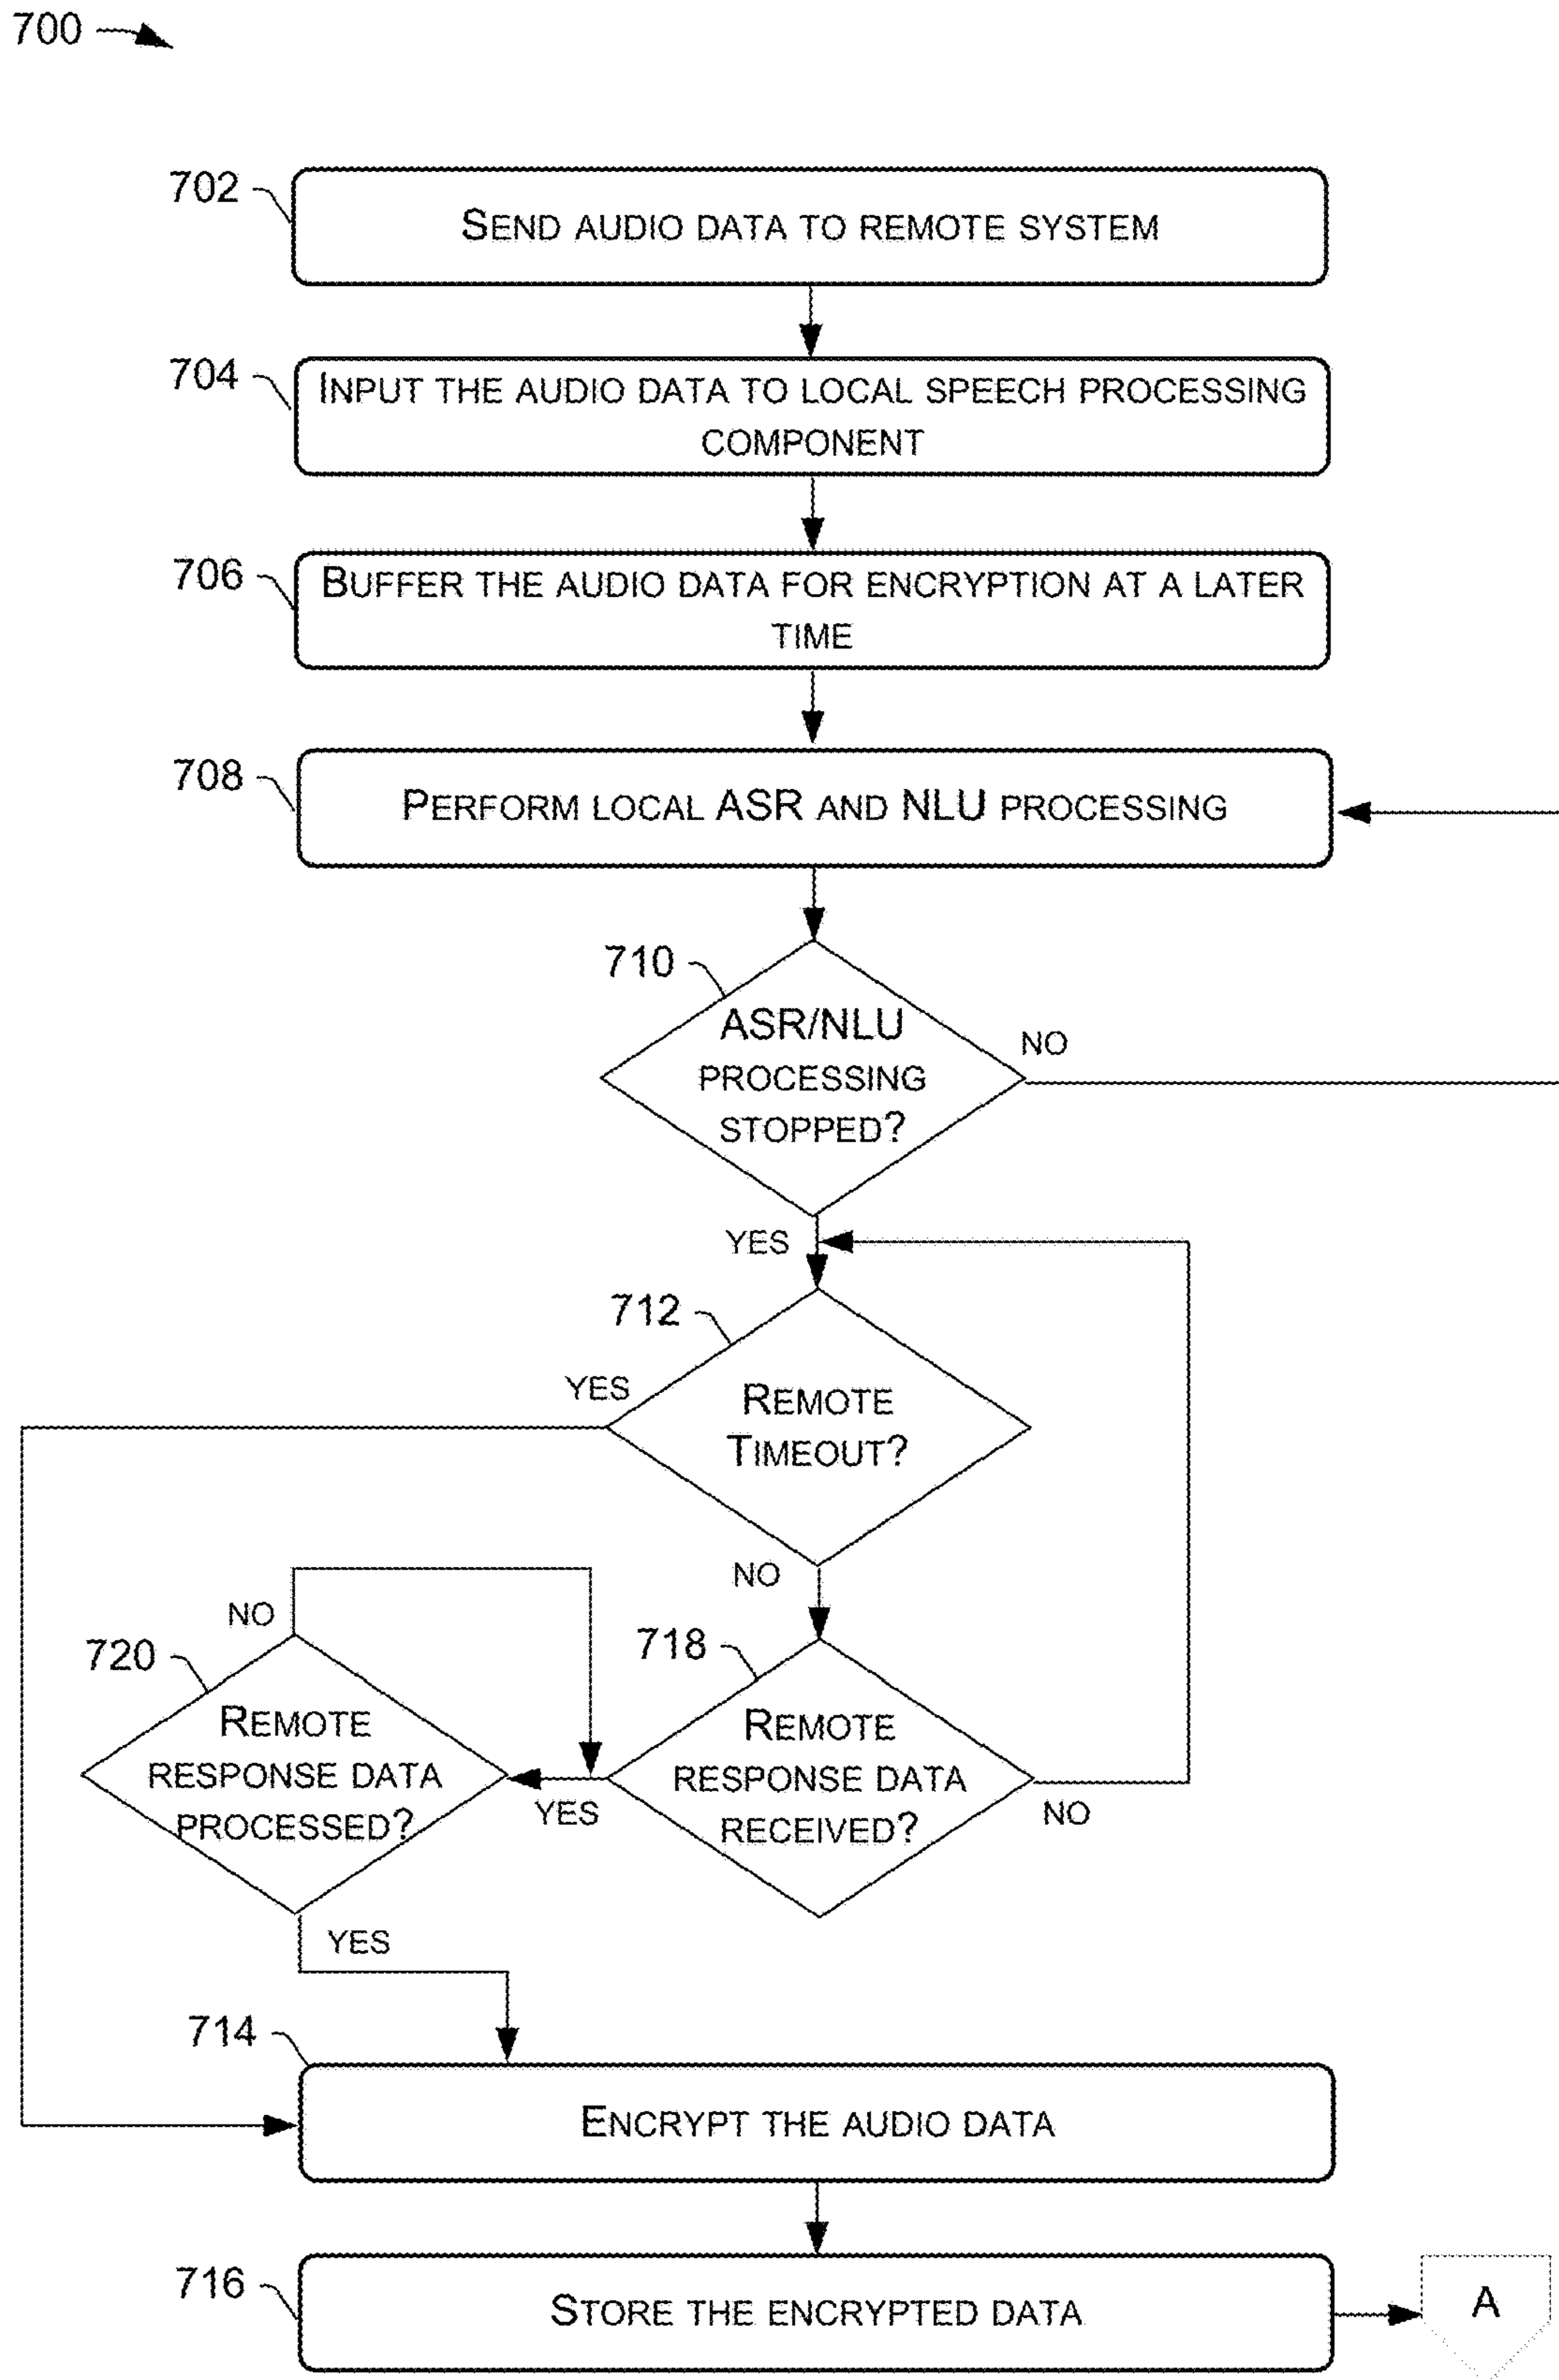 700
702
SEND AUDIO DATA TO REMOTE SYSTEM
704
INPUT THE AUDIO DATA TO LOCAL SPEECH PROCESSING
COMPONENT
706
BUFFER THE AUDIO DATA FOR ENCRYPTION AT A LATER
TIME
708
PERFORM LOCAL ASR AND NLU PROCESSING
710
ASR/NLU
PROCESSING
STOPPED?
NO
YES
712
YES
REMOTE
TIMEOUT?
NO
NO
720
718
REMOTE
RESPONSE DATA
PROCESSED?
YES
REMOTE
RESPONSE DATA
RECEIVED?
NO
YES
714
ENCRYPT THE AUDIO DATA
716
STORE THE ENCRYPTED DATA
A